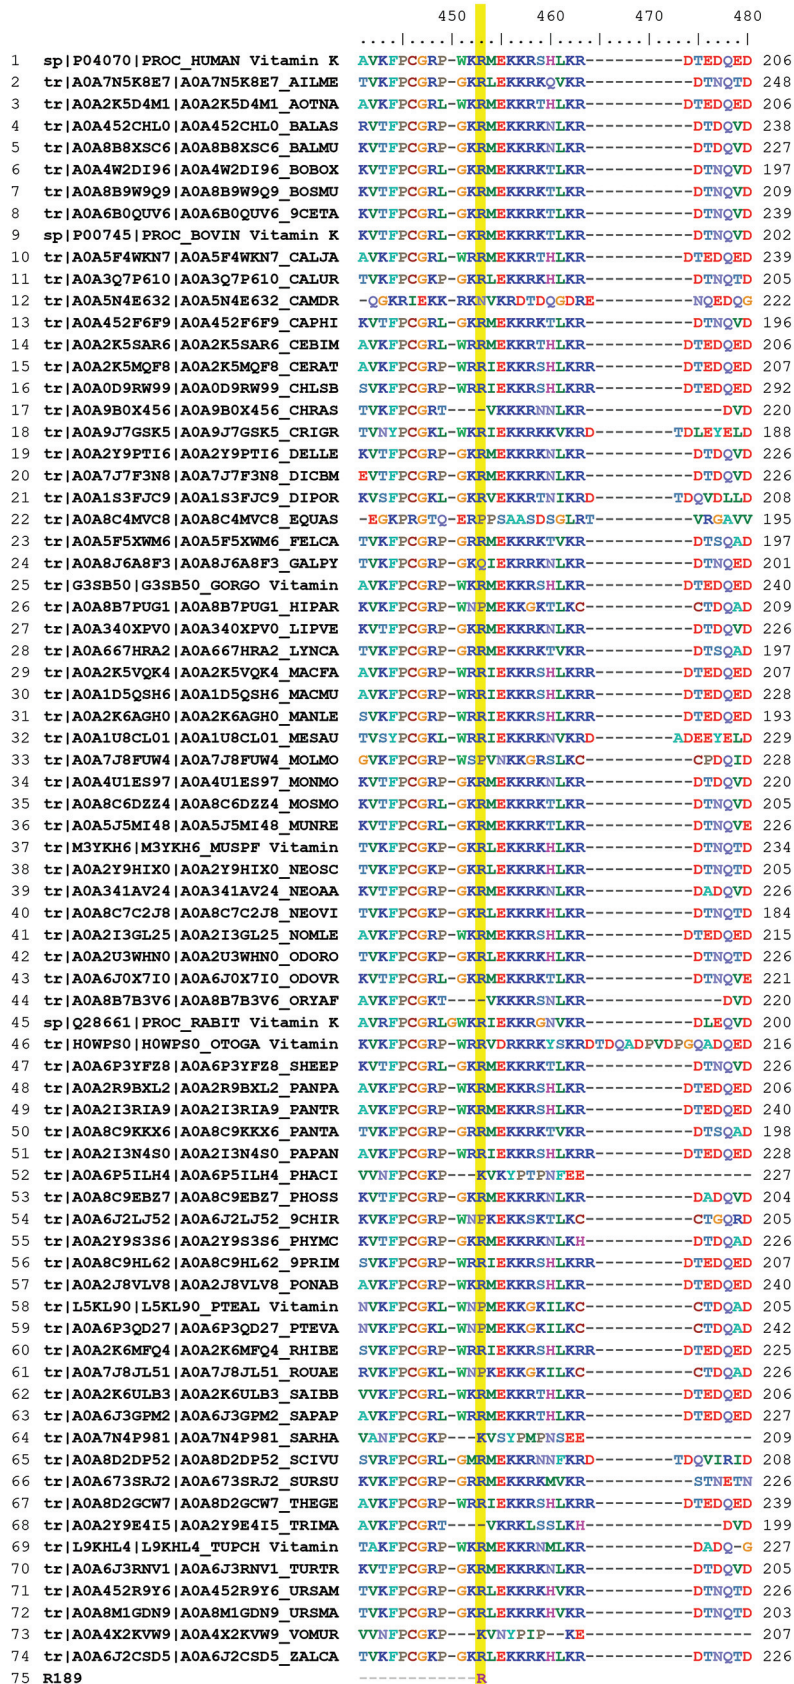 450 460 470 480
1 sp|P04070|PROC_HUMAN Vitamin K AVKFPCGRP-WKRMEKKRSHLKR----------DTEDQED 206
2 tr|A0A7N5K8E7|A0A7N5K8E7_AILME TVKFPCGRP-GKRLEKKRKQVKR-----------DTNQTD 248
3 tr|A0A2K5D4M1|A0A2K5D4M1_AOTNA AVKFPCGRL-WKRMEKKRTHLKR----------DTEDQED 206
4 tr|A0A452CHL0|A0A452CHL0_BALAS RVTFPCGRP-GKRMEKKRKNLKR-----------DTDQVD 238
5 tr|A0A8B8XSC6|A0A8B8XSC6_BALMU KVTFPCGRP-GKRMEKKRKNLKR-----------DTDQVD 227
6 tr|A0A4W2DI96|A0A4W2DI96_BOBOX KVTFPCGRL-GKRMEKKRKTLKR-----------DTNQVD 197
7 tr|A0A8B9W9Q9|A0A8B9W9Q9_BOSMU KVTFPCGRL-GKRMEKKRKTLKR-----------DTNQVD 209
8 tr|A0A6B0QUV6|A0A6B0QUV6_9CETA KVTFPCGRL-GKRMEKKRKTLKR-----------DTNQVD 239
9 sp|P00745|PROC_BOVIN Vitamin K KVTFPCGRL-GKRMEKKRKTLKR-----------DTNQVD 202
10 tr|A0A5F4WKN7|A0A5F4WKN7_CALJA AVKFPCGRL-WRRMEKKRTHLKR----------DTEDQED 239
11 tr|A0A3Q7P610|A0A3Q7P610_CALUR TVKFPCGKP-GKRLEKKRKHLKR-----------DTNQTD 205
12 tr|A0A5N4E632|A0A5N4E632_CAMDR -QGKRIEKK-RKNVKRDTDQGDRE----------NQEDQG 222
13 tr|A0A452F6F9|A0A452F6F9_CAPHI KVTFPCGRL-GKRMEKKRKTLKR-----------DTNQVD 196
14 tr|A0A2K5SAR6|A0A2K5SAR6_CEBIM AVKFPCGRL-WRRMEKKRTHLKR----------DTEDQED 206
15 tr|A0A2K5MQF8|A0A2K5MQF8_CERAT AVKFPCGRP-WRRIEKKRSHLKRR---------DTEDQED 207
16 tr|A0A0D9RW99|A0A0D9RW99_CHLSB SVKFPCGRP-WRRIEKKRSHLKRR---------DTEDQED 292
17 tr|A0A9B0X456|A0A9B0X456_CHRAS TVKFPCGRT----VKKKRNNLKR--------------DVD 220
18 tr|A0A9J7GSK5|A0A9J7GSK5_CRIGR TVNYPCGKL-WKRIEKKRKKVKRD--------TDLEYELD 188
19 tr|A0A2Y9PTI6|A0A2Y9PTI6_DELLE KVTFPCGRP-GKRMEKKRKNLKR-----------DTDQVD 226
20 tr|A0A7J7F3N8|A0A7J7F3N8_DICBM EVTFPCGRP-GKRMEKKRKNLKR-----------DTDQVD 226
21 tr|A0A1S3FJC9|A0A1S3FJC9_DIPOR KVSFPCGKL-GKRVEKKRTNIKRD--------TDQVDLLD 208
22 tr|A0A8C4MVC8|A0A8C4MVC8_EQUAS -EGKPRGTQ-ERPPSAASDSGLRT----------VRGAVV 195
23 tr|A0A5F5XWM6|A0A5F5XWM6_FELCA TVKFPCGRP-GRRMEKKRKTVKR-----------DTSQAD 197
24 tr|A0A8J6A8F3|A0A8J6A8F3_GALPY TVKFPCGRP-GKQIEKRRKNLKR-----------DTNQED 201
25 tr|G3SB50|G3SB50_GORGO Vitamin AVKFPCGRP-WKRMEKKRSHLKR----------DTEDQED 240
26 tr|A0A8B7PUG1|A0A8B7PUG1_HIPAR KVKFPCGRP-WNPMEKKGKTLKC-----------CTDQAD 209
27 tr|A0A340XPV0|A0A340XPV0_LIPVE KVTFPCGRP-GKRMEKKRKNLKR-----------DTDQVD 226
28 tr|A0A667HRA2|A0A667HRA2_LYNCA TVKFPCGRP-GRRMEKKRKTVKR-----------DTSQAD 197
29 tr|A0A2K5VQK4|A0A2K5VQK4_MACFA AVKFPCGRP-WRRIEKKRSHLKRR---------DTEDQED 207
30 tr|A0A1D5QSH6|A0A1D5QSH6_MACMU AVKFPCGRP-WRRIEKKRSHLKRR---------DTEDQED 228
31 tr|A0A2K6AGH0|A0A2K6AGH0_MANLE SVKFPCGRP-WRRIEKKRSHLKRR---------DTEDQED 193
32 tr|A0A1U8CL01|A0A1U8CL01_MESAU TVSYPCGKL-WRRIEKKRKNVKRD--------ADEEYELD 229
33 tr|A0A7J8FUW4|A0A7J8FUW4_MOLMO GVKFPCGRP-WSPVNKKGRSLKC-----------CPDQID 228
34 tr|A0A4U1ES97|A0A4U1ES97_MONMO KVTFPCGRP-GKRMEKKRKNLKR-----------DTDQVD 220
35 tr|A0A8C6DZZ4|A0A8C6DZZ4_MOSMO KVTFPCGRL-GKRMEKKRKTLKR-----------DTNQVD 205
36 tr|A0A5J5MI48|A0A5J5MI48_MUNRE KVTFPCGRL-GKRMEKKRKTLKR-----------DTNQVE 226
37 tr|M3YKH6|M3YKH6_MUSPF Vitamin TVKFPCGRP-GKRLEKKRKHLKR-----------DTNQTD 234
38 tr|A0A2Y9HIX0|A0A2Y9HIX0_NEOSC TVKFPCGKP-GKRLEKKRKHLKR-----------DTNQTD 205
39 tr|A0A341AV24|A0A341AV24_NEOAA KVTFPCGRP-GKRMEKKRKNLKR-----------DADQVD 226
40 tr|A0A8C7C2J8|A0A8C7C2J8_NEOVI TVKFPCGKP-GKRLEKKRKHLKR-----------DTNQTD 184
41 tr|A0A2I3GL25|A0A2I3GL25_NOMLE AVKFPCGRP-WKRMEKKRSHLKR----------DTEDQED 215
42 tr|A0A2U3WHN0|A0A2U3WHN0_ODORO TVKFPCGKP-GKRLEKKRKHLKR-----------DTNQTD 226
43 tr|A0A6J0X7I0|A0A6J0X7I0_ODOVR KVTFPCGRL-GKRMEKKRKTLKR-----------DTNQVE 221
44 tr|A0A8B7B3V6|A0A8B7B3V6_ORYAF AVKFPCGKT----VKKKRSNLKR--------------DVD 220
45 sp|Q28661|PROC_RABIT Vitamin K AVRFPCGRLGWKRIEKKRGNVKR-----------DLEQVD 200
46 tr|H0WPS0|H0WPS0_OTOGA Vitamin KVKFPCGRP-WRRVDRKRKYSKRDTDQADPVDPGQADQED 216
47 tr|A0A6P3YFZ8|A0A6P3YFZ8_SHEEP KVTFPCGRL-GKRMEKKRKTLKR-----------DTNQVD 226
48 tr|A0A2R9BXL2|A0A2R9BXL2_PANPA AVKFPCGRP-WKRMEKKRSHLKR----------DTEDQED 206
49 tr|A0A2I3RIA9|A0A2I3RIA9_PANTR AVKFPCGRP-WKRMEKKRSHLKR----------DTEDQED 240
50 tr|A0A8C9KKX6|A0A8C9KKX6_PANTA TVKFPCGRP-GRRMEKKRKTVKR-----------DTSQAD 198
51 tr|A0A2I3N4S0|A0A2I3N4S0_PAPAN AVKFPCGRP-WRRIEKKRSHLKRR---------DTEDQED 228
52 tr|A0A6P5ILH4|A0A6P5ILH4_PHACI VVNFPCGKP---KVKYPTPNFEE----------------- 227
53 tr|A0A8C9EBZ7|A0A8C9EBZ7_PHOSS KVTFPCGRP-GKRMEKKRKNLKR-----------DADQVD 204
54 tr|A0A6J2LJ52|A0A6J2LJ52_9CHIR KVKFPCGRP-WNPKEKKSKTLKC-----------CTGQRD 205
55 tr|A0A2Y9S3S6|A0A2Y9S3S6_PHYMC KVTFPCGRP-GKRMEKKRKNLKH-----------DTDQAD 226
56 tr|A0A8C9HL62|A0A8C9HL62_9PRIM SVKFPCGRP-WRRIEKKRSHLKRR---------DTEDQED 207
57 tr|A0A2J8VLV8|A0A2J8VLV8_PONAB AVKFPCGRP-WKRMEKKRSHLKR----------DTEDQED 240
58 tr|L5KL90|L5KL90_PTEAL Vitamin NVKFPCGKL-WNPMEKKGKILKC-----------CTDQAD 205
59 tr|A0A6P3QD27|A0A6P3QD27_PTEVA NVKFPCGKL-WNPMEKKGKILKC-----------CTDQAD 242
60 tr|A0A2K6MFQ4|A0A2K6MFQ4_RHIBE SVKFPCGRP-WRRIEKKRSHLKRR---------DTEDQED 225
61 tr|A0A7J8JL51|A0A7J8JL51_ROUAE RVKFPCGKL-WNPKEKKGKILKC-----------CTDQAD 226
62 tr|A0A2K6ULB3|A0A2K6ULB3_SAIBB VVKFPCGRL-WKRMEKKRTHLKR----------DTEDQED 206
63 tr|A0A6J3GPM2|A0A6J3GPM2_SAPAP AVKFPCGRL-WRRMEKKRTHLKR----------DTEDQED 227
64 tr|A0A7N4P981|A0A7N4P981_SARHA VANFPCGKP---KVSYPMPNSEE----------------- 209
65 tr|A0A8D2DP52|A0A8D2DP52_SCIVU SVRFPCGRL-GMRMEKKRNNFKRD--------TDQVIRID 208
66 tr|A0A673SRJ2|A0A673SRJ2_SURSU KVKFPCGRP-GRRMEKKRKMVKR-----------STNETN 226
67 tr|A0A8D2GCW7|A0A8D2GCW7_THEGE AVKFPCGRP-WRRIEKKRSHLKRR---------DTEDQED 239
68 tr|A0A2Y9E4I5|A0A2Y9E4I5_TRIMA AVKFPCGRT----VKRKLSSLKH--------------DVD 199
69 tr|L9KHL4|L9KHL4_TUPCH Vitamin TAKFPCGRP-WKRMEKKRNMLKR-----------DADQ-G 227
70 tr|A0A6J3RNV1|A0A6J3RNV1_TURTR KVTFPCGRP-GKRMEKKRKNLKR-----------DTDQVD 205
71 tr|A0A452R9Y6|A0A452R9Y6_URSAM TVKFPCGRP-GKRLEKKRKHVKR-----------DTNQTD 226
72 tr|A0A8M1GDN9|A0A8M1GDN9_URSMA TVKFPCGRP-GKRLEKKRKHVKR-----------DTNQTD 203
73 tr|A0A4X2KVW9|A0A4X2KVW9_VOMUR VVNFPCGKP---KVNYPIP--KE----------------- 207
74 tr|A0A6J2CSD5|A0A6J2CSD5_ZALCA TVKFPCGKP-GKRLEKKRKHLKR-----------DTNQTD 226
75 R189 ------------R